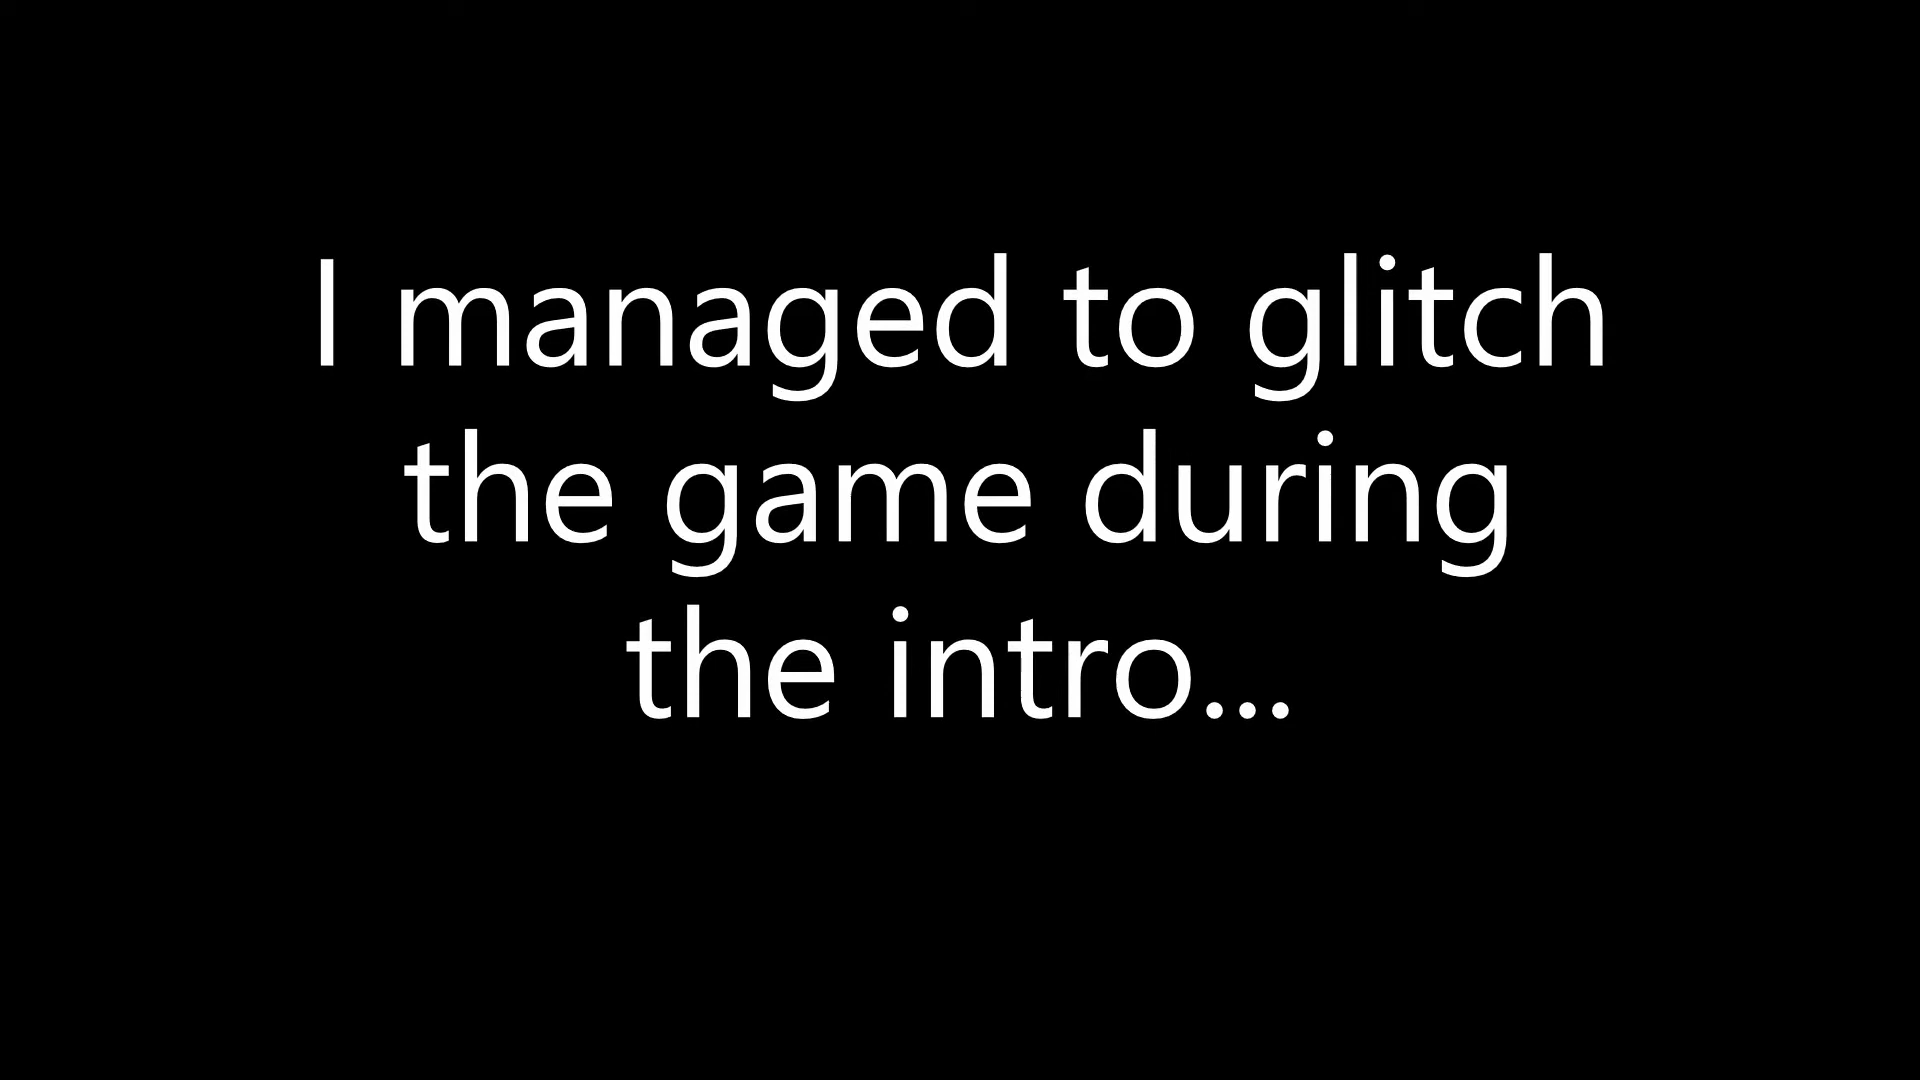 I managed to glitch
the game during
the intro...